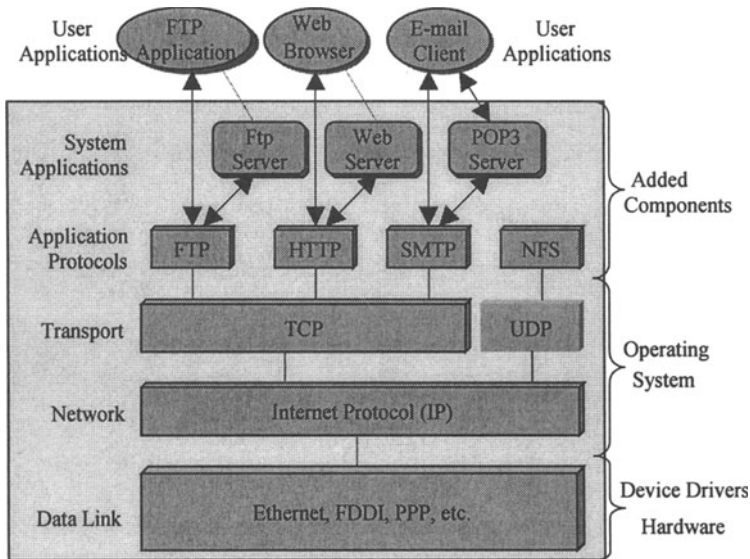 User
Applications
FTP
Application
Web
Browser
E-mail
Client
User
Applications
System
Applications
Ftp
Server
Web
Server
POP3
Server
Added
Components
Application
Protocols
FTP
HTTP
SMTP
NFS
Transport
TCP
UDP
Operating
System
Network
Internet Protocol (IP)
Data Link
Ethernet, FDDI, PPP, etc.
Device Drivers
Hardware